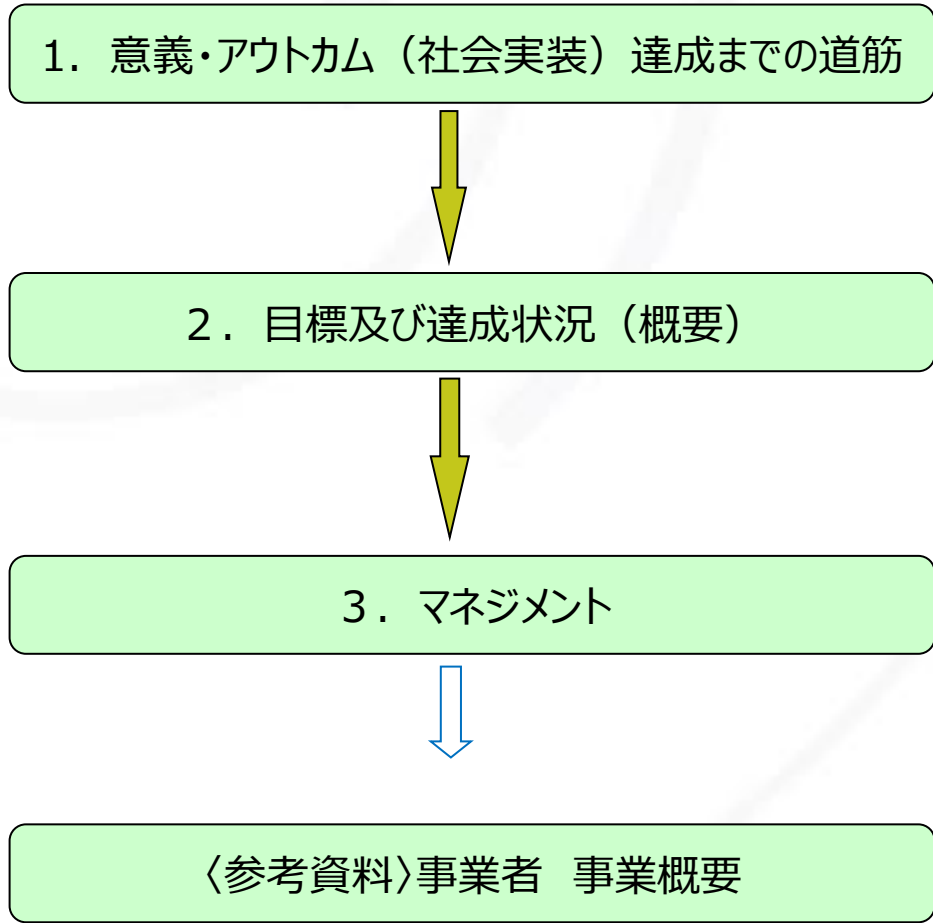 1. 意義・アウトカム（社会実装）達成までの道筋
２. 目標及び達成状況（概要）
３. マネジメント
〈参考資料〉事業者　事業概要